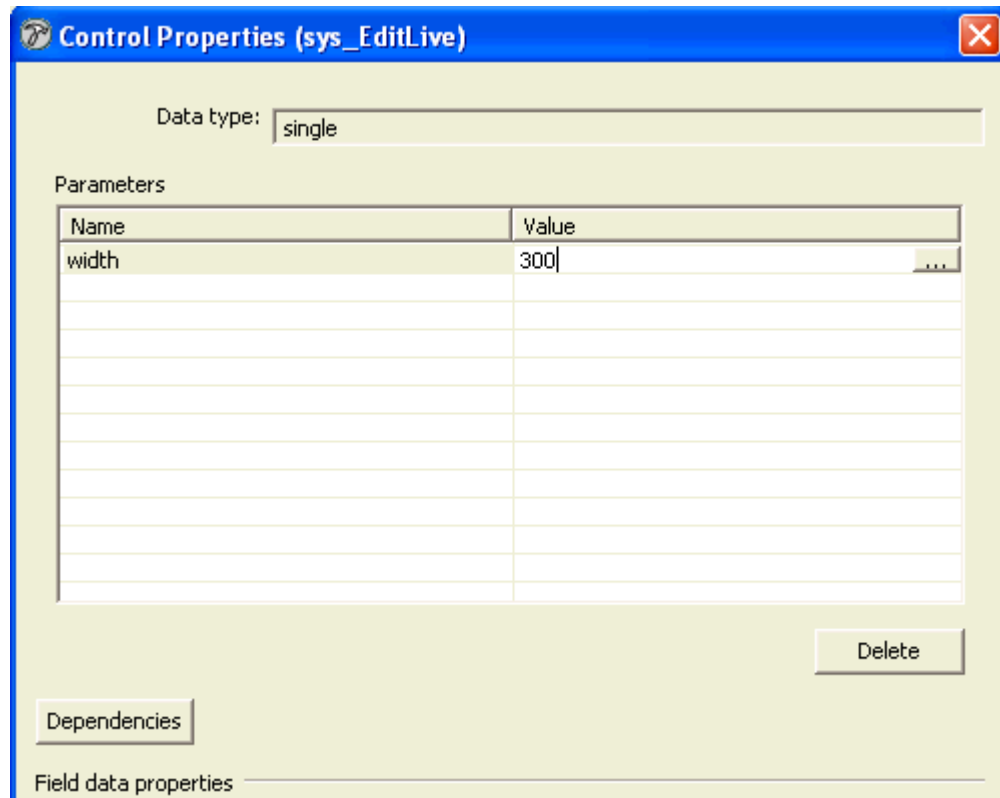 Control Properties (sys_EditLive)
Data type: single
Parameters
Name Value
width 300 ...
Delete
Dependencies
Field data properties